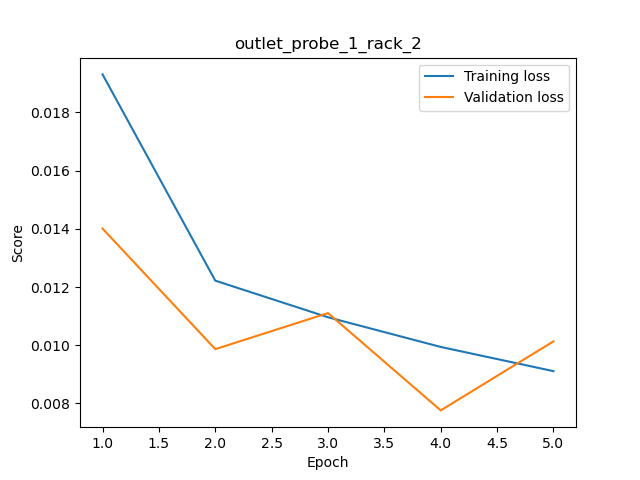 outlet_probe_1_rack_2
Training loss
Validation loss
0.018
0.016
0.014
0.012
0.010
0.008
Score
1.0 1.5 2.0 2.5 3.0 3.5 4.0 4.5 5.0
Epoch